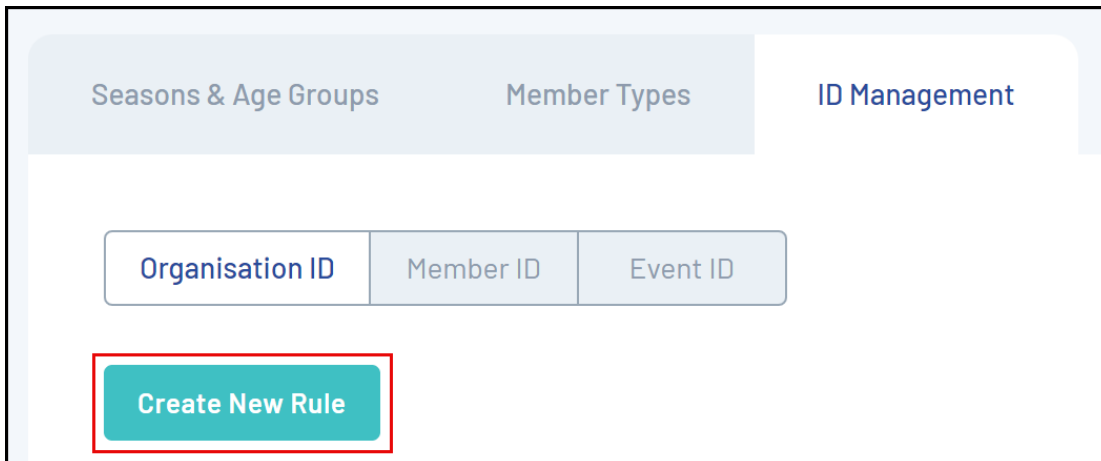 Seasons & Age Groups Member Types ID Management
Organisation ID Member ID Event ID
Create New Rule